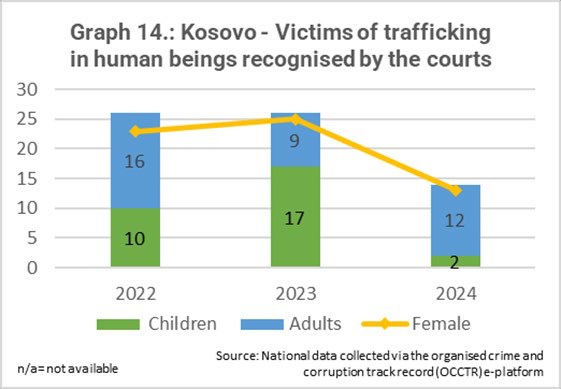 Graph 14.: Kosovo - Victims of trafficking
in human beings recognised by the courts
30
25
20
15
10
5
0
16
10
9
17
12
2
2022
2023
2024
Children
Adults
Female
n/a= not available
Source: National data collected via the organised crime and
corruption track record (OCCTR) e-platform